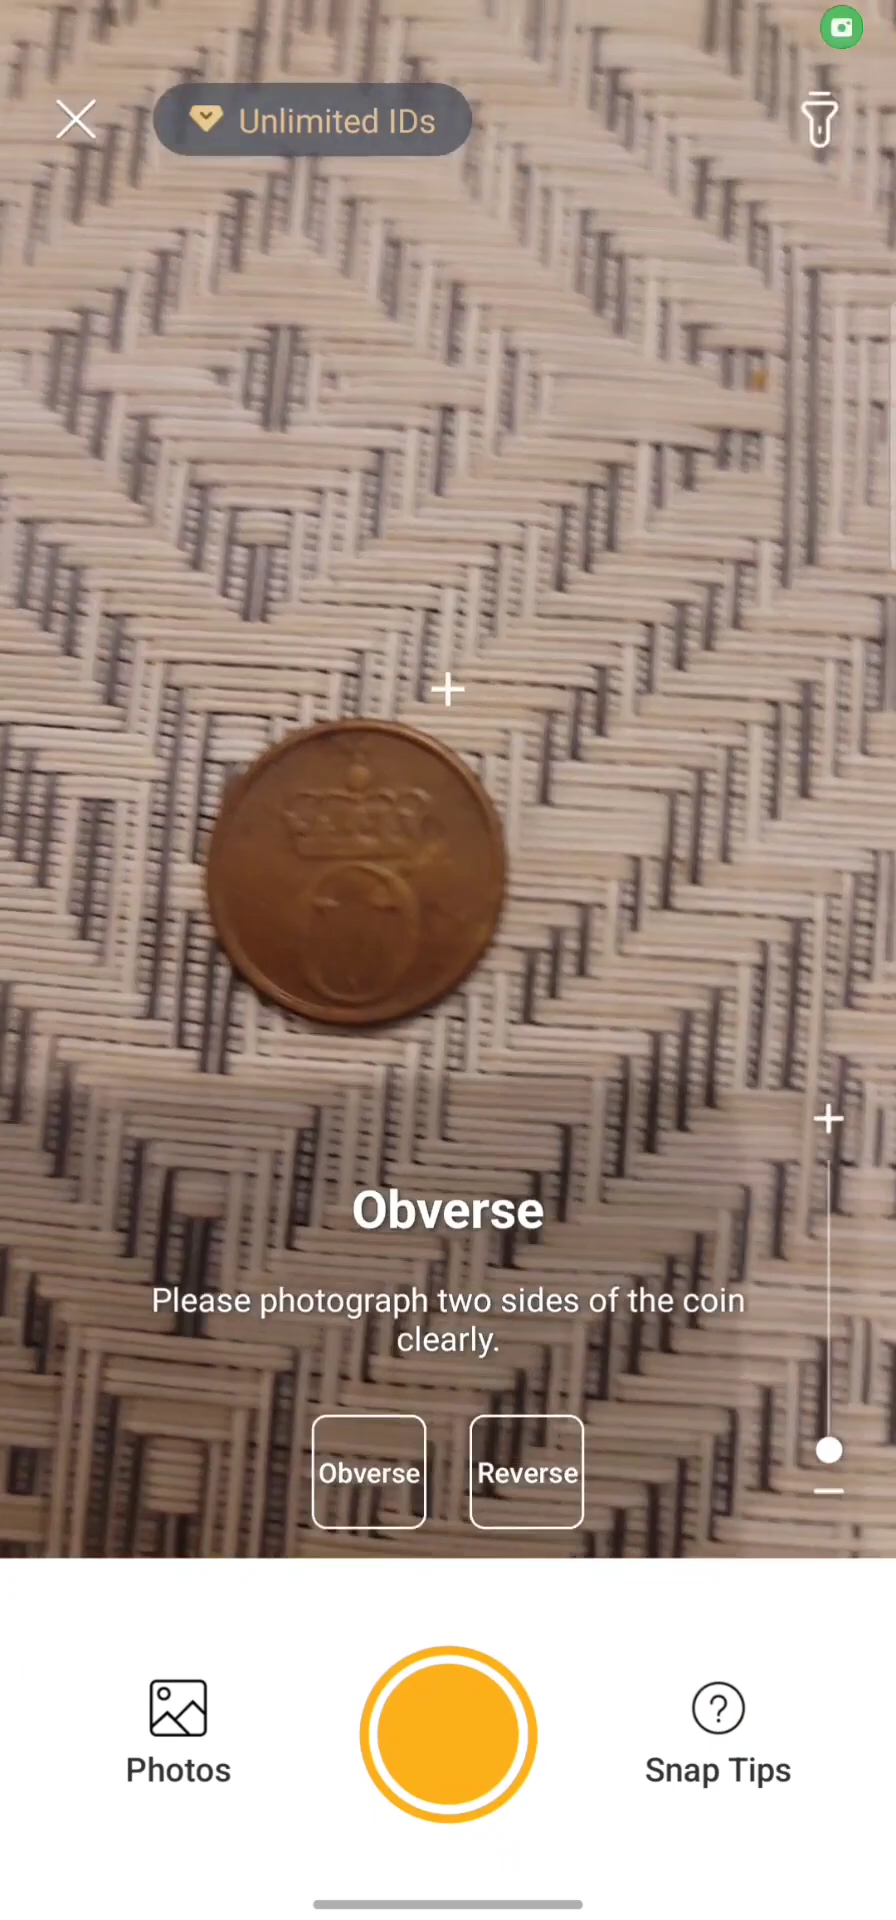 Unlimited IDs
Obverse
Please photograph two sides of the coin
clearly.
Obverse
Reverse
Photos
Snap Tips